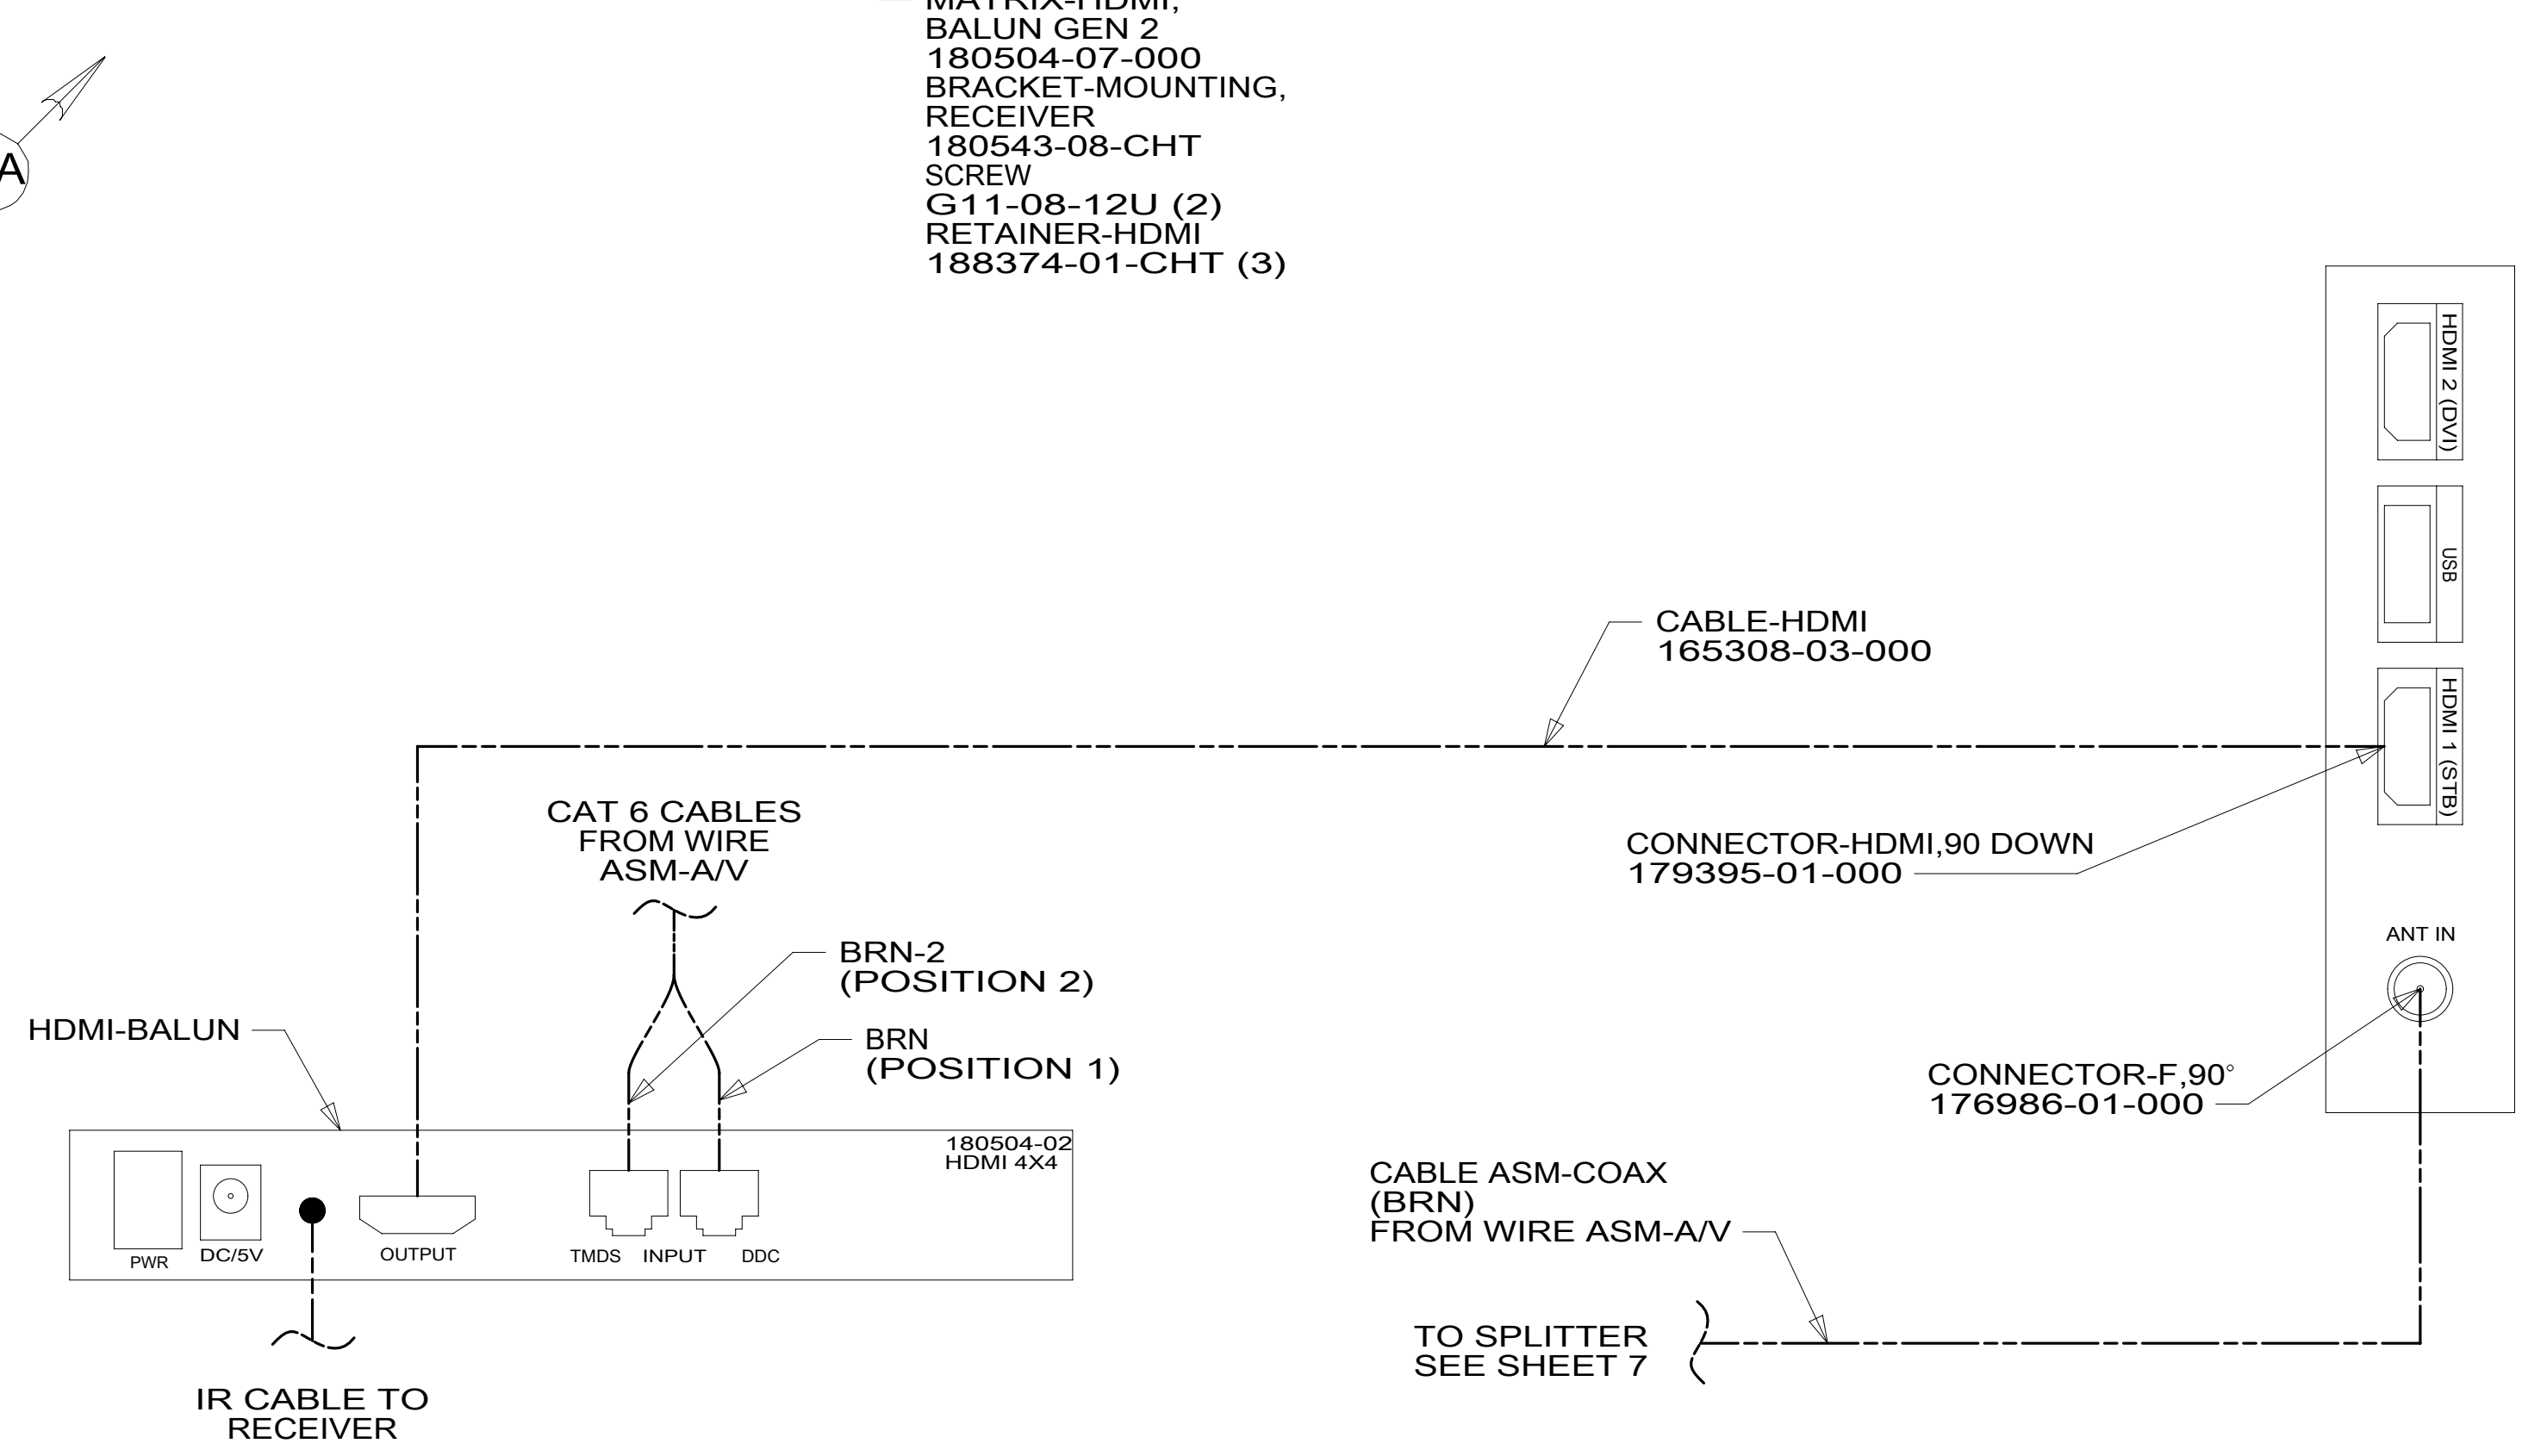 MATRIX-HDMI,
BALUN GEN 2
180504-07-000
BRACKET-MOUNTING,
RECEIVER
180543-08-CHT
SCREW
G11-08-12U (2)
RETAINER-HDMI
188374-01-CHT (3)
A
HDMI 2 (DVI)
USB
HDMI 1 (STB)
ANT IN
CABLE-HDMI
165308-03-000
CONNECTOR-HDMI,90 DOWN
179395-01-000
CAT 6 CABLES
FROM WIRE
ASM-A/V
BRN-2
(POSITION 2)
BRN
(POSITION 1)
HDMI-BALUN
CONNECTOR-F,90°
176986-01-000
180504-02
HDMI 4X4
PWR
DC/5V
OUTPUT
TMDS INPUT DDC
CABLE ASM-COAX
(BRN)
FROM WIRE ASM-A/V
TO SPLITTER
SEE SHEET 7
IR CABLE TO
RECEIVER